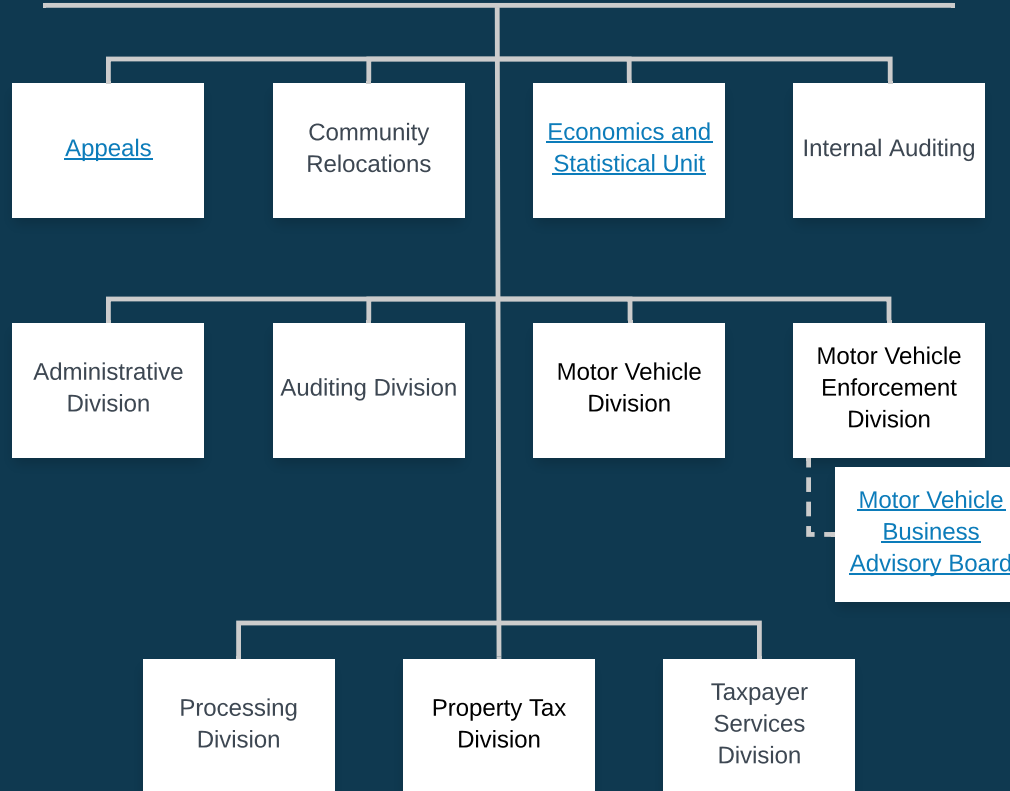 Appeals
Community
Relocations
Economics and
Statistical Unit
Internal Auditing
Administrative
Division
Auditing Division
Motor Vehicle
Division
Motor Vehicle
Enforcement
Division
Motor Vehicle
Business
Advisory Board
Processing
Division
Property Tax
Division
Taxpayer
Services
Division